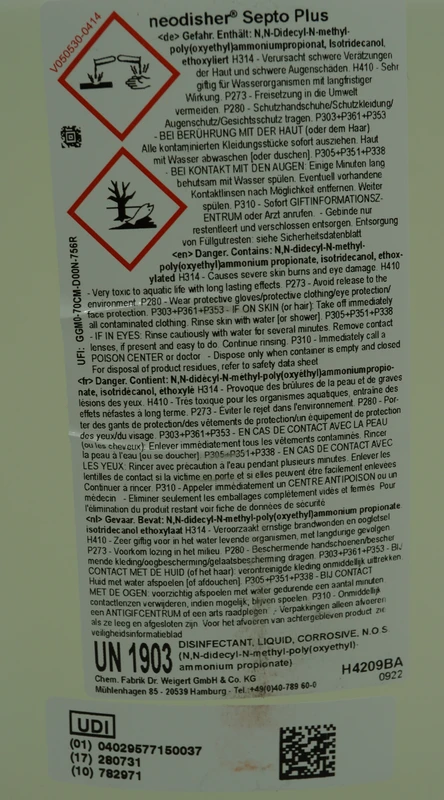 neodisher® Septo Plus
V050530-0414
<de> Gefahr. Enthält: N,N-Didecyl-N-methyl-
poly(oxyethyl)ammoniumpropionat, Isotridecanol,
ethoxyliert H314 - Verursacht schwere Verätzungen
der Haut und schwere Augenschäden. H410 - Sehr
giftig für Wasserorganismen mit langfristiger
Wirkung. P273 - Freisetzung in die Umwelt
vermeiden. P280 - Schutzhandschuhe/Schutzkleidung/
Augenschutz/Gesichtsschutz tragen. P303+P361+P353
- BEI BERÜHRUNG MIT DER HAUT (oder dem Haar)
Alle kontaminierten Kleidungsstücke sofort ausziehen. Haut
mit Wasser abwaschen [oder duschen]. P305+P351+P338
- BEI KONTAKT MIT DEN AUGEN: Einige Minuten lang
behutsam mit Wasser spülen. Eventuell vorhandene
Kontaktlinsen nach Möglichkeit entfernen. Weiter
spülen. P310 - Sofort GIFTINFORMATIONSZ-
ENTRUM oder Arzt anrufen. - Gebinde nur
restentleert und verschlossen entsorgen. Entsorgung
von Füllgutresten: siehe Sicherheitsdatenblatt
<en> Danger. Contains: N,N-didecyl-N-methyl-
poly(oxyethyl)ammonium propionate, isotridecanol, ethox-
ylated H314 - Causes severe skin burns and eye damage. H410
- Very toxic to aquatic life with long lasting effects. P273 - Avoid release to the
environment. P280 - Wear protective gloves/protective clothing/eye protection/
face protection. P303+P361+P353 - IF ON SKIN (or hair): Take off immediately
all contaminated clothing. Rinse skin with water [or shower]. P305+P351+P338
- IF IN EYES: Rinse cautiously with water for several minutes. Remove contact
lenses, if present and easy to do. Continue rinsing. P310 - Immediately call a
POISON CENTER or doctor - Dispose only when container is empty and closed
For disposal of product residues, refer to safety data sheet
UFI: GGM0-70CM-D00N-756R
<fr> Danger. Contient: N,N-didecyl-N-methyl-poly(oxyethyl)ammoniumpropio-
nate, isotridécanol, éthoxylé H314 - Provoque des brûlures de la peau et de graves
lésions des yeux. H410 - Très toxique pour les organismes aquatiques, entraîne des
effets néfastes à long terme. P273 - Éviter le rejet dans l'environnement. P280 - Por-
ter des gants de protection/des vêtements de protection/un équipement de protection
des yeux/du visage. P303+P361+P353 - EN CAS DE CONTACT AVEC LA PEAU
(ou les cheveux): Enlever immédiatement tous les vêtements contaminés. Rincer
la peau à l'eau [ou se doucher]. P305+P351+P338 - EN CAS DE CONTACT AVEC
LES YEUX: Rincer avec précaution à l'eau pendant plusieurs minutes. Enlever les
lentilles de contact si la victime en porte et si elles peuvent être facilement enlevées
Continuer à rincer. P310 - Appeler immédiatement un CENTRE ANTIPOISON ou un
médecin - Eliminer seulement les emballages complètement vidés et fermés Pour
l'élimination du produit restant voir fiche de données de sécurité
<nl> Gevaar. Bevat: N,N-didecyl-N-methyl-poly(oxyethyl)ammonium propionate
isotridecanol ethoxylaat H314 - Veroorzaakt ernstige brandwonden en oogletsel
H410 - Zeer giftig voor in het water levende organismen, met langdurige gevolgen
P273 - Voorkom lozing in het milieu. P280 - Beschermende handschoenen/bescher
mende kleding/oogbescherming/gelaatsbescherming dragen. P303+P361+P353 - BIJ
CONTACT MET DE HUID (of het haar): verontreinigde kleding onmiddellijk uittrekken.
Huid met water afspoelen [of afdouchen]. P305+P351+P338 - BIJ CONTACT
MET DE OGEN: voorzichtig afspoelen met water gedurende een aantal minuten
contactlenzen verwijderen, indien mogelijk; blijven spoelen. P310 - Onmiddellijk
een ANTIGIFCENTRUM of een arts raadplegen - Verpakkingen alleen afvoeren
als ze leeg en afgesloten zijn Voor het afvoeren van achtergebleven product zie
veiligheidsinformatieblad
UN 1903 DISINFECTANT, LIQUID, CORROSIVE, N.O.S
(N,N-didecyl-N-methyl-poly(oxyethyl)
ammonium propionate)
Chem. Fabrik Dr. Weigert GmbH & Co. KG
Mühlenhagen 85 - 20539 Hamburg - Tel.:+49(0)40-789 60-0
H4209BA
0922
UDI
(01) 04029577150037
(17) 280731
(10) 782971